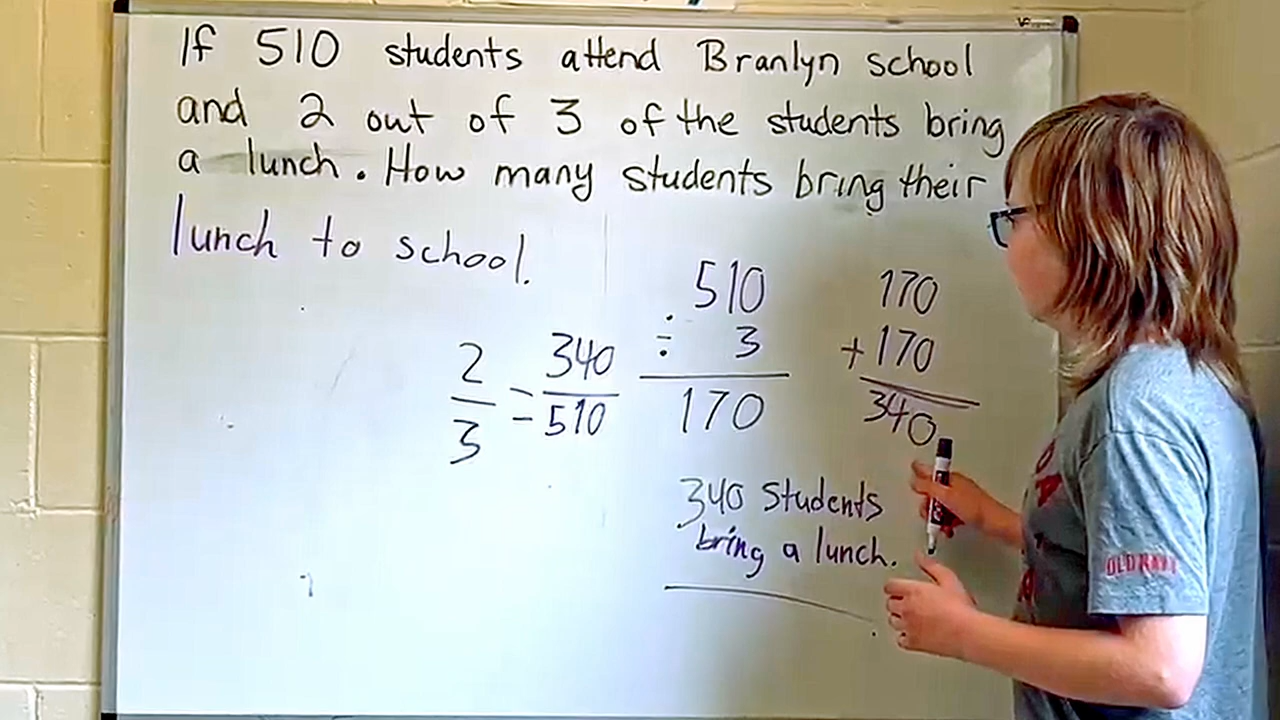 If 510 students attend Branlyn school
and 2 out of 3 of the students bring
a lunch. How many students bring their
lunch to school.
2
3
=
340
510
510
÷ 3
170
170
+170
340
340 Students
bring a lunch.
OLD NAVY